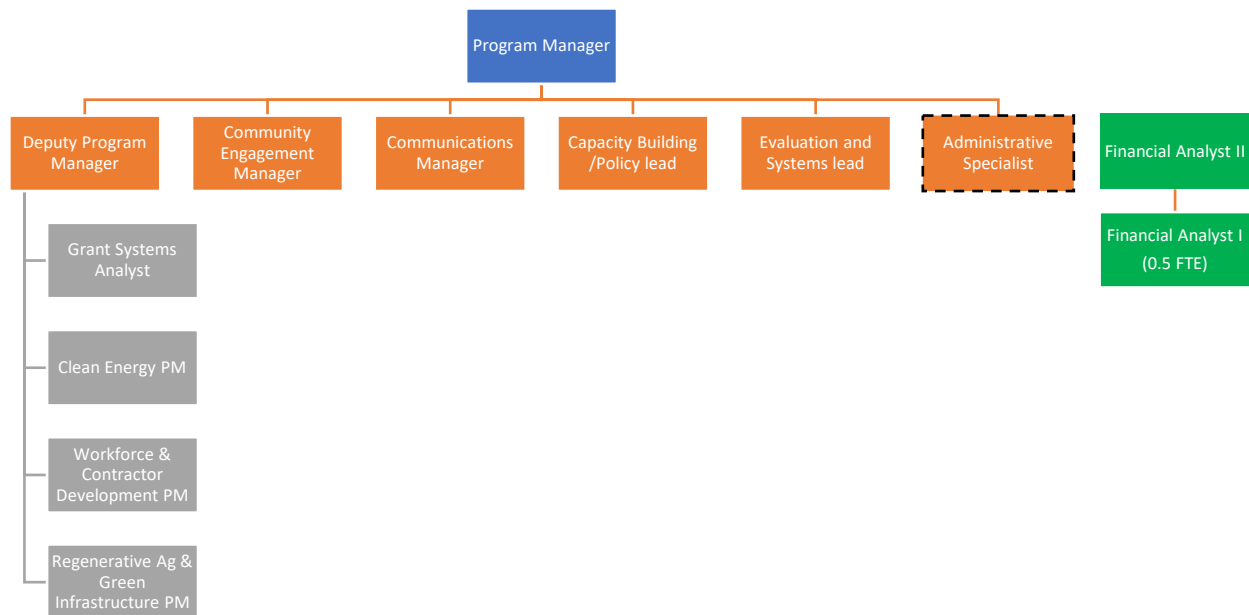 Program Manager
Deputy Program
Manager
Community
Engagement
Manager
Communications
Manager
Capacity Building
/Policy lead
Evaluation and
Systems lead
Administrative
Specialist
Financial Analyst II
Financial Analyst I
(0.5 FTE)
Grant Systems
Analyst
Clean Energy PM
Workforce &
Contractor
Development PM
Regenerative Ag &
Green
Infrastructure PM